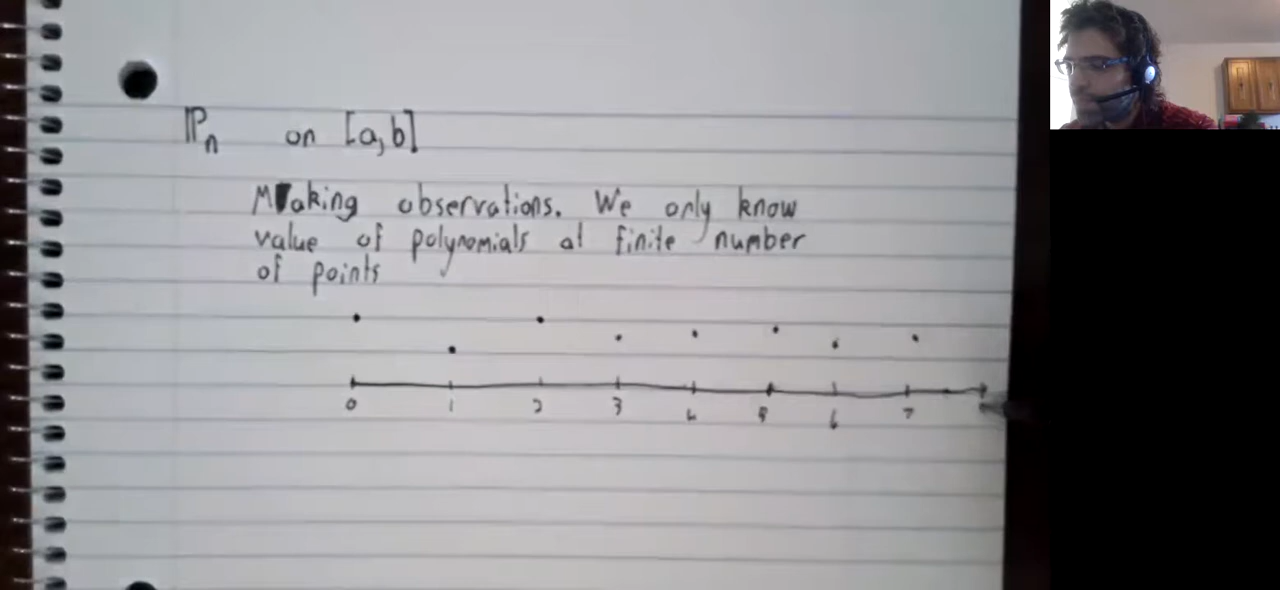 ℙn on [a,b]
Making observations. We only know
value of polynomials at finite number
of points
0 1 2 3 4 5 6 7